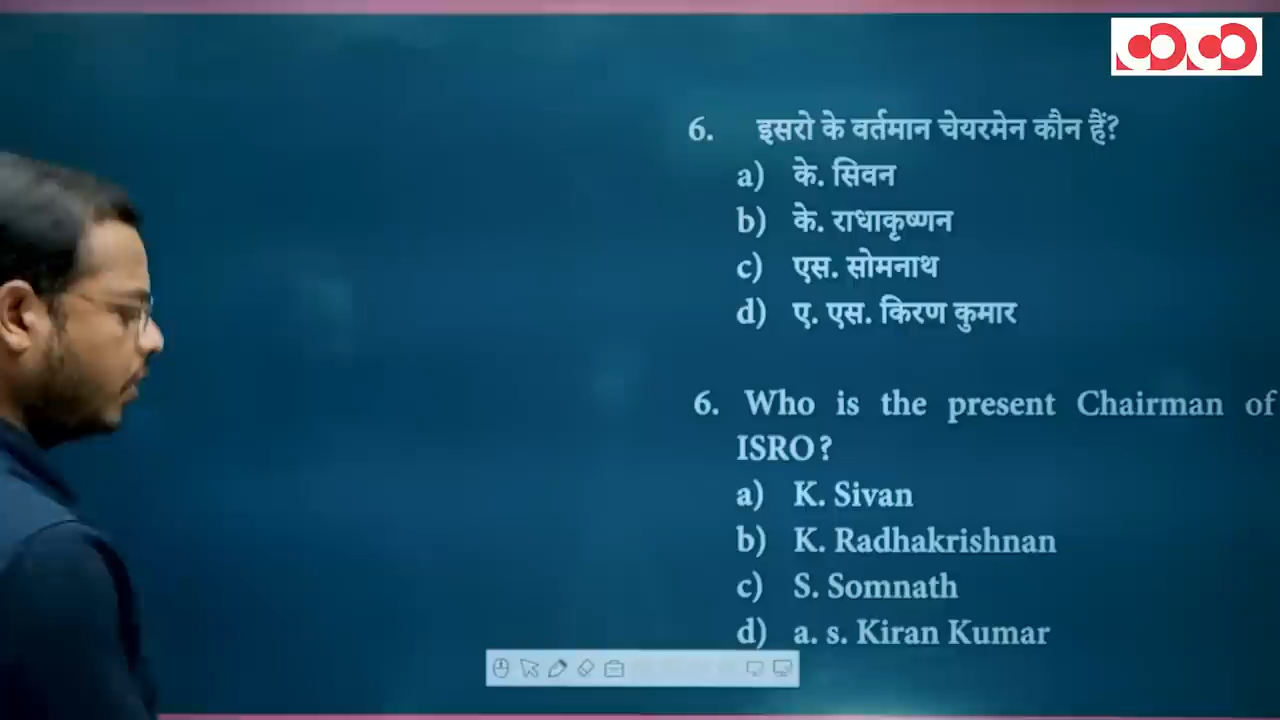 6. इसरो के वर्तमान चेयरमेन कौन हैं?
a) के. सिवन
b) के. राधाकृष्णन
c) एस. सोमनाथ
d) ए. एस. किरण कुमार
6. Who is the present Chairman of
ISRO?
a) K. Sivan
b) K. Radhakrishnan
c) S. Somnath
d) a. s. Kiran Kumar